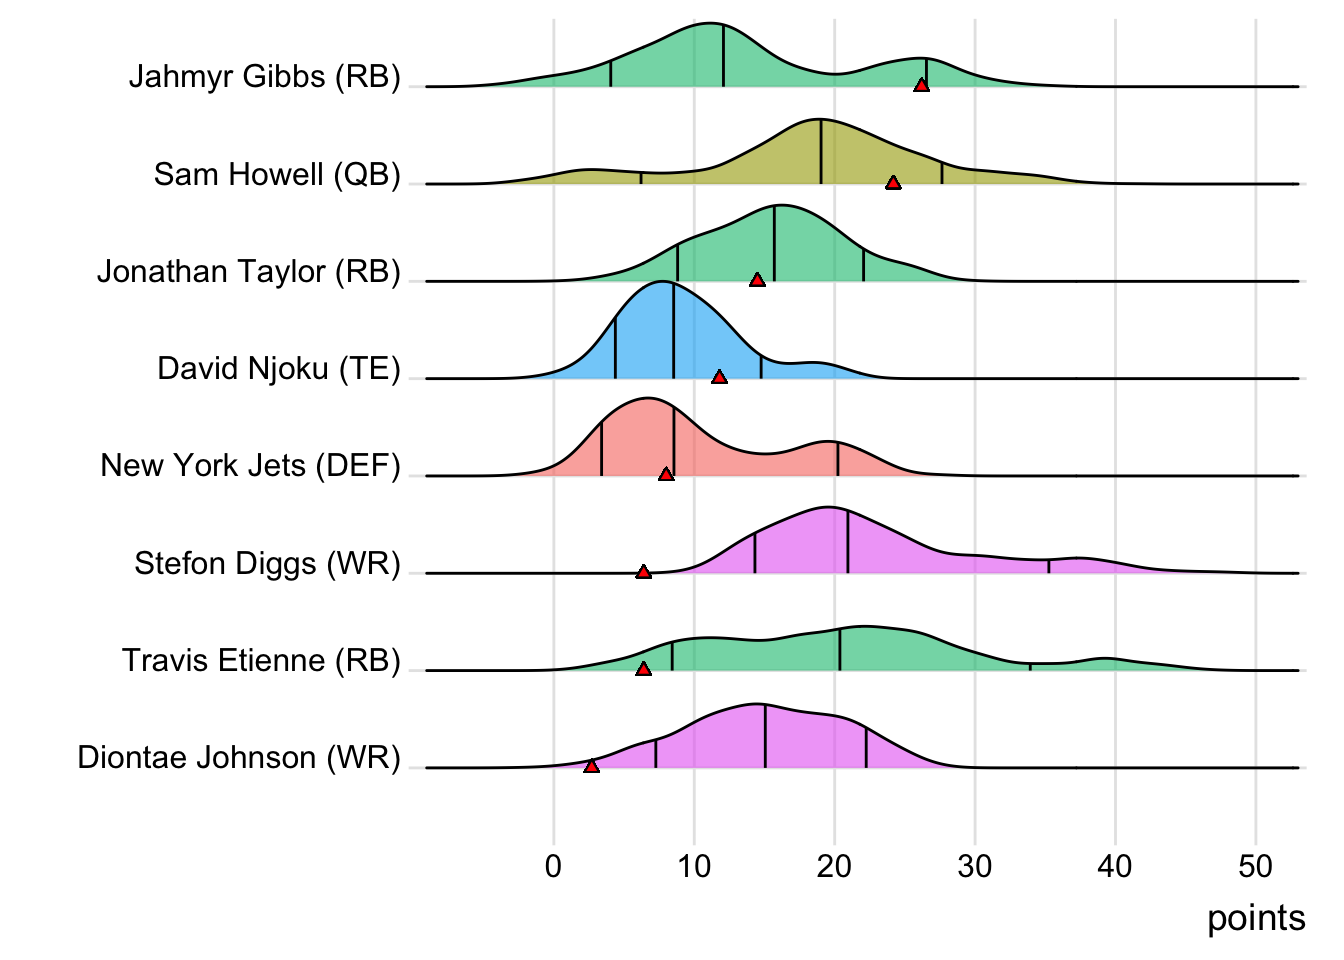 Jahmyr Gibbs (RB)
Sam Howell (QB)
Jonathan Taylor (RB)
David Njoku (TE)
New York Jets (DEF)
Stefon Diggs (WR)
Travis Etienne (RB)
Diontae Johnson (WR)
0 10 20 30 40 50
points